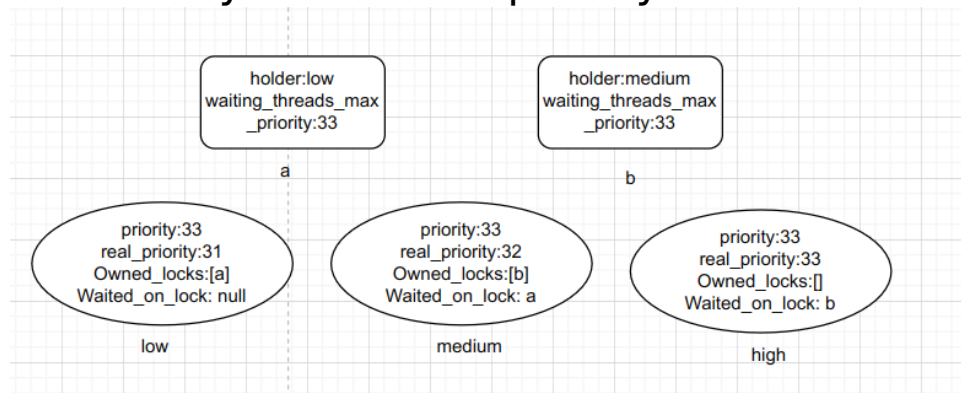 holder:low
waiting_threads_max
_priority:33
a
holder:medium
waiting_threads_max
_priority:33
b
priority:33
real_priority:31
Owned_locks:[a]
Waited_on_lock: null
low
priority:33
real_priority:32
Owned_locks:[b]
Waited_on_lock: a
medium
priority:33
real_priority:33
Owned_locks:[]
Waited_on_lock: b
high